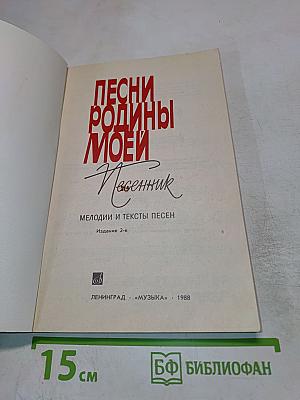 ПЕСНИ
РОДИНЫ
МОЕЙ
Песенник
МЕЛОДИИ И ТЕКСТЫ ПЕСЕН
Издание 2-е
ЛЕНИНГРАД · «МУЗЫКА» · 1988
15 см
БФ БИБЛИОФАН